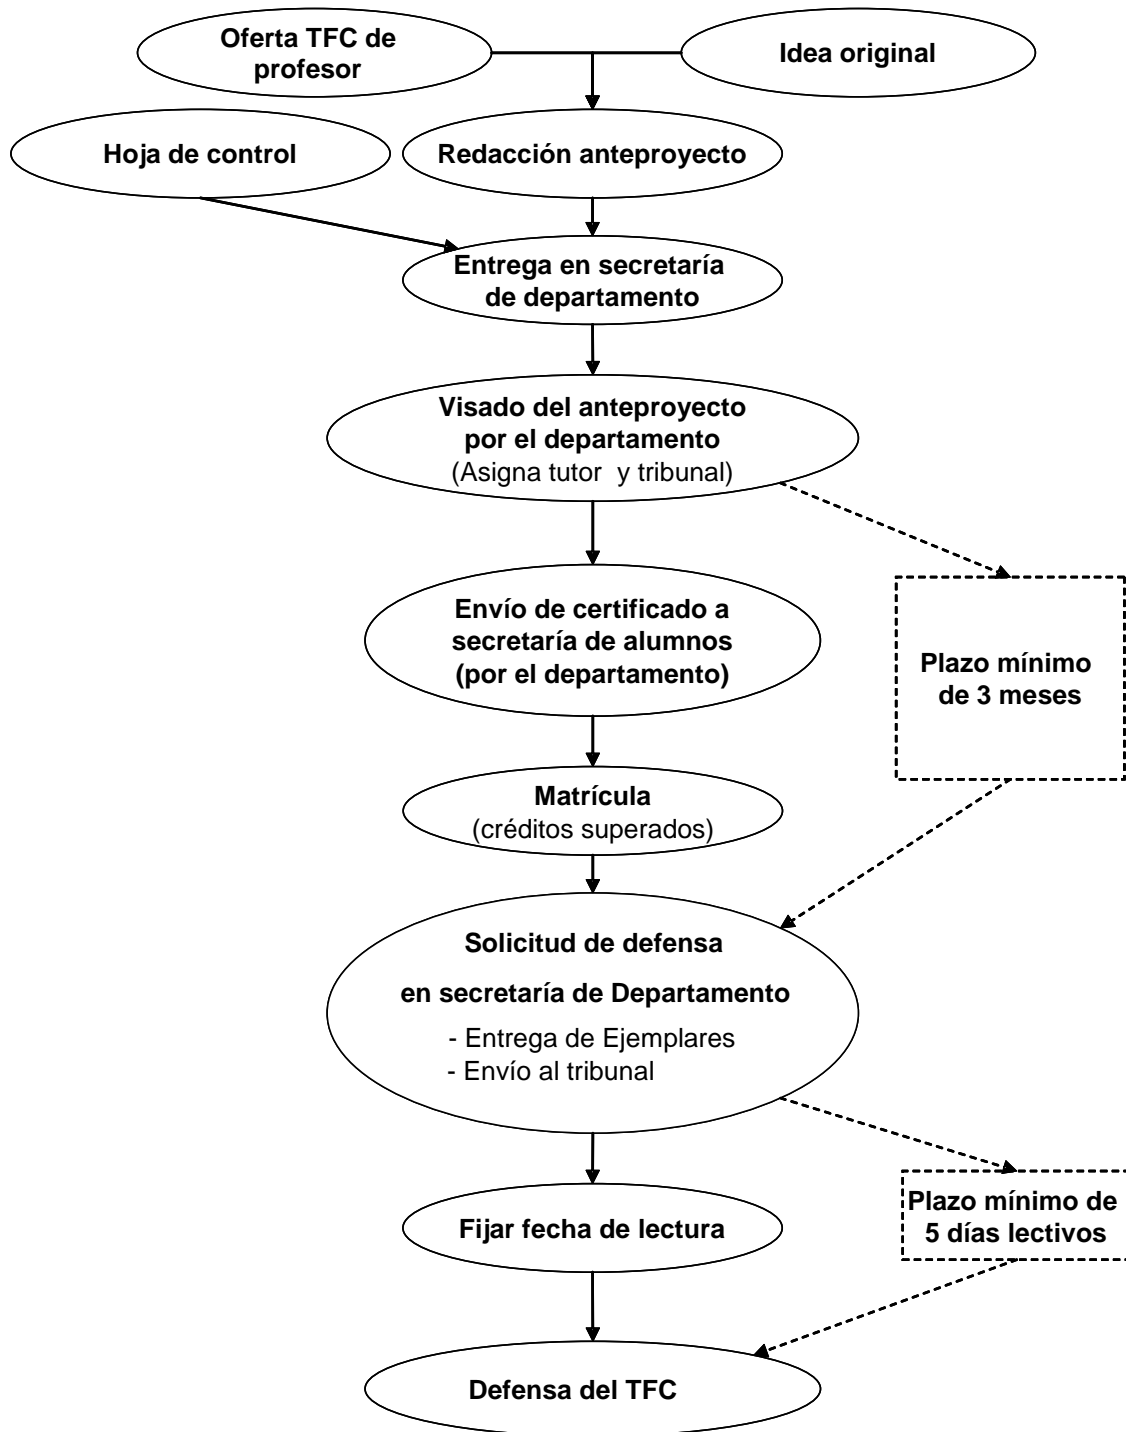 Oferta TFC de
profesor
Idea original
Hoja de control
Redacción anteproyecto
Entrega en secretaría
de departamento
Visado del anteproyecto
por el departamento
(Asigna tutor  y tribunal)
Envío de certificado a
secretaría de alumnos
(por el departamento)
Plazo mínimo
de 3 meses
Matrícula
(créditos superados)
Solicitud de defensa
en secretaría de Departamento
- Entrega de Ejemplares
- Envío al tribunal
Plazo mínimo de
5 días lectivos
Fijar fecha de lectura
Defensa del TFC